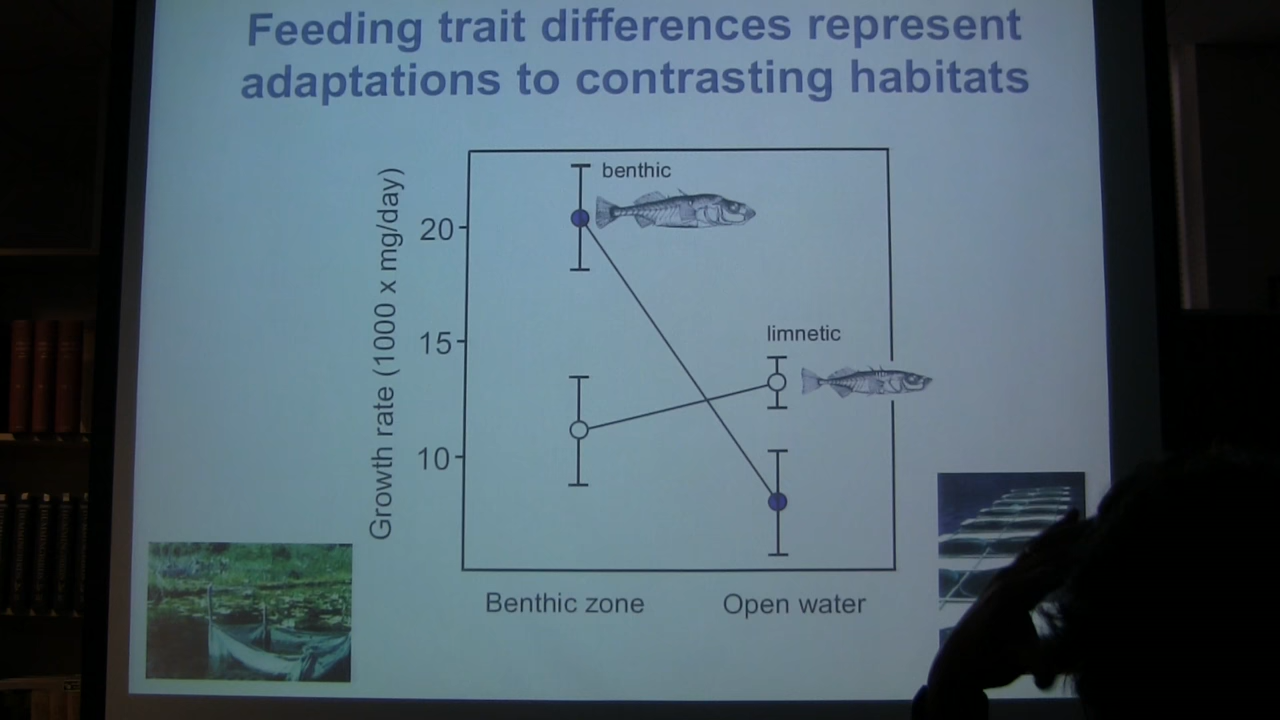 Feeding trait differences represent
adaptations to contrasting habitats
Growth rate (1000 x mg/day)
20
15
10
benthic
limnetic
Benthic zone
Open water